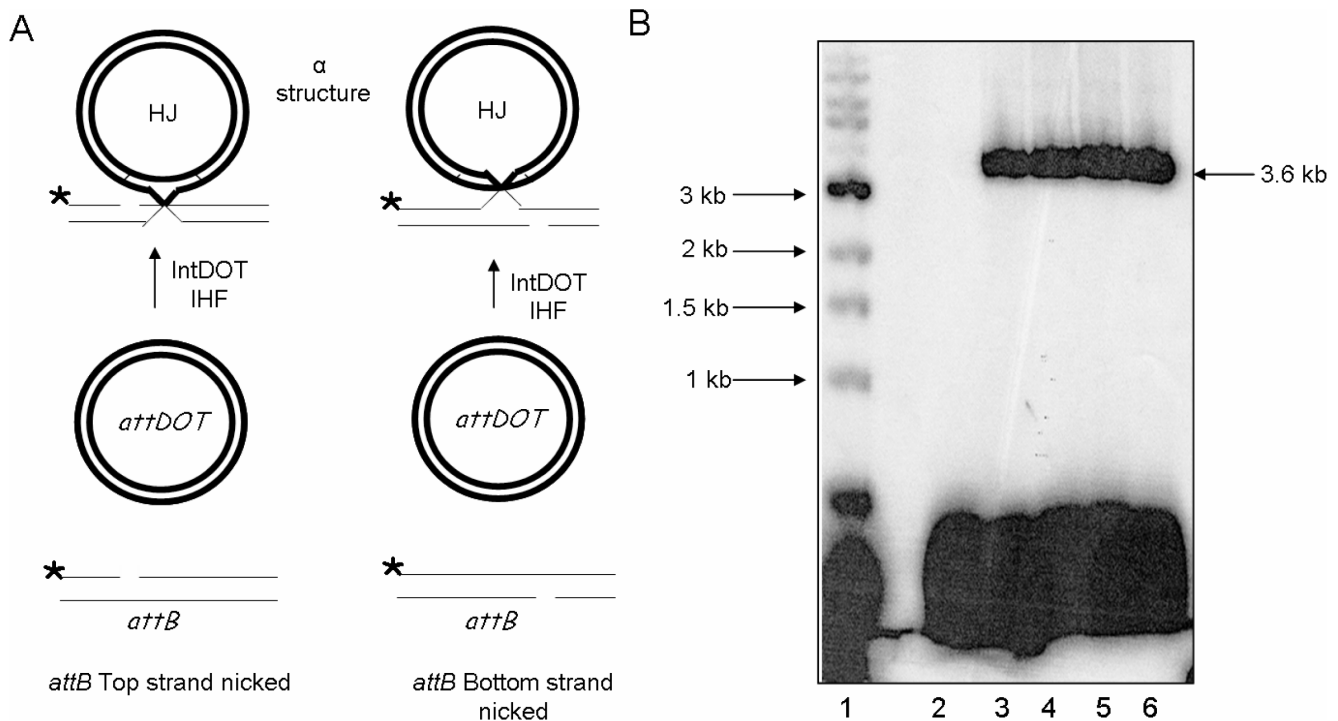 A
HJ
α
structure
HJ
*
*
IntDOT
IHF
IntDOT
IHF
attDOT
attDOT
*
*
attB
attB
attB Top strand nicked
attB Bottom strand
nicked
B
3 kb
2 kb
1.5 kb
1 kb
3.6 kb
1 2 3 4 5 6